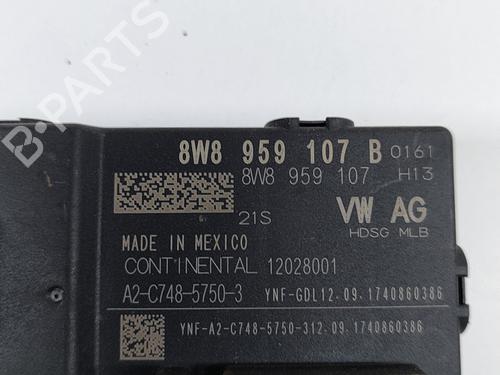 8W8 959 107 B 0161
8W8 959 107 H13
21S
VW AG
HDSG MLB
MADE IN MEXICO
CONTINENTAL 12028001
A2-C748-5750-3 YNF-GDL12.09.1740860386
YNF-A2-C748-5750-312.09.1740860386
B-PARTS